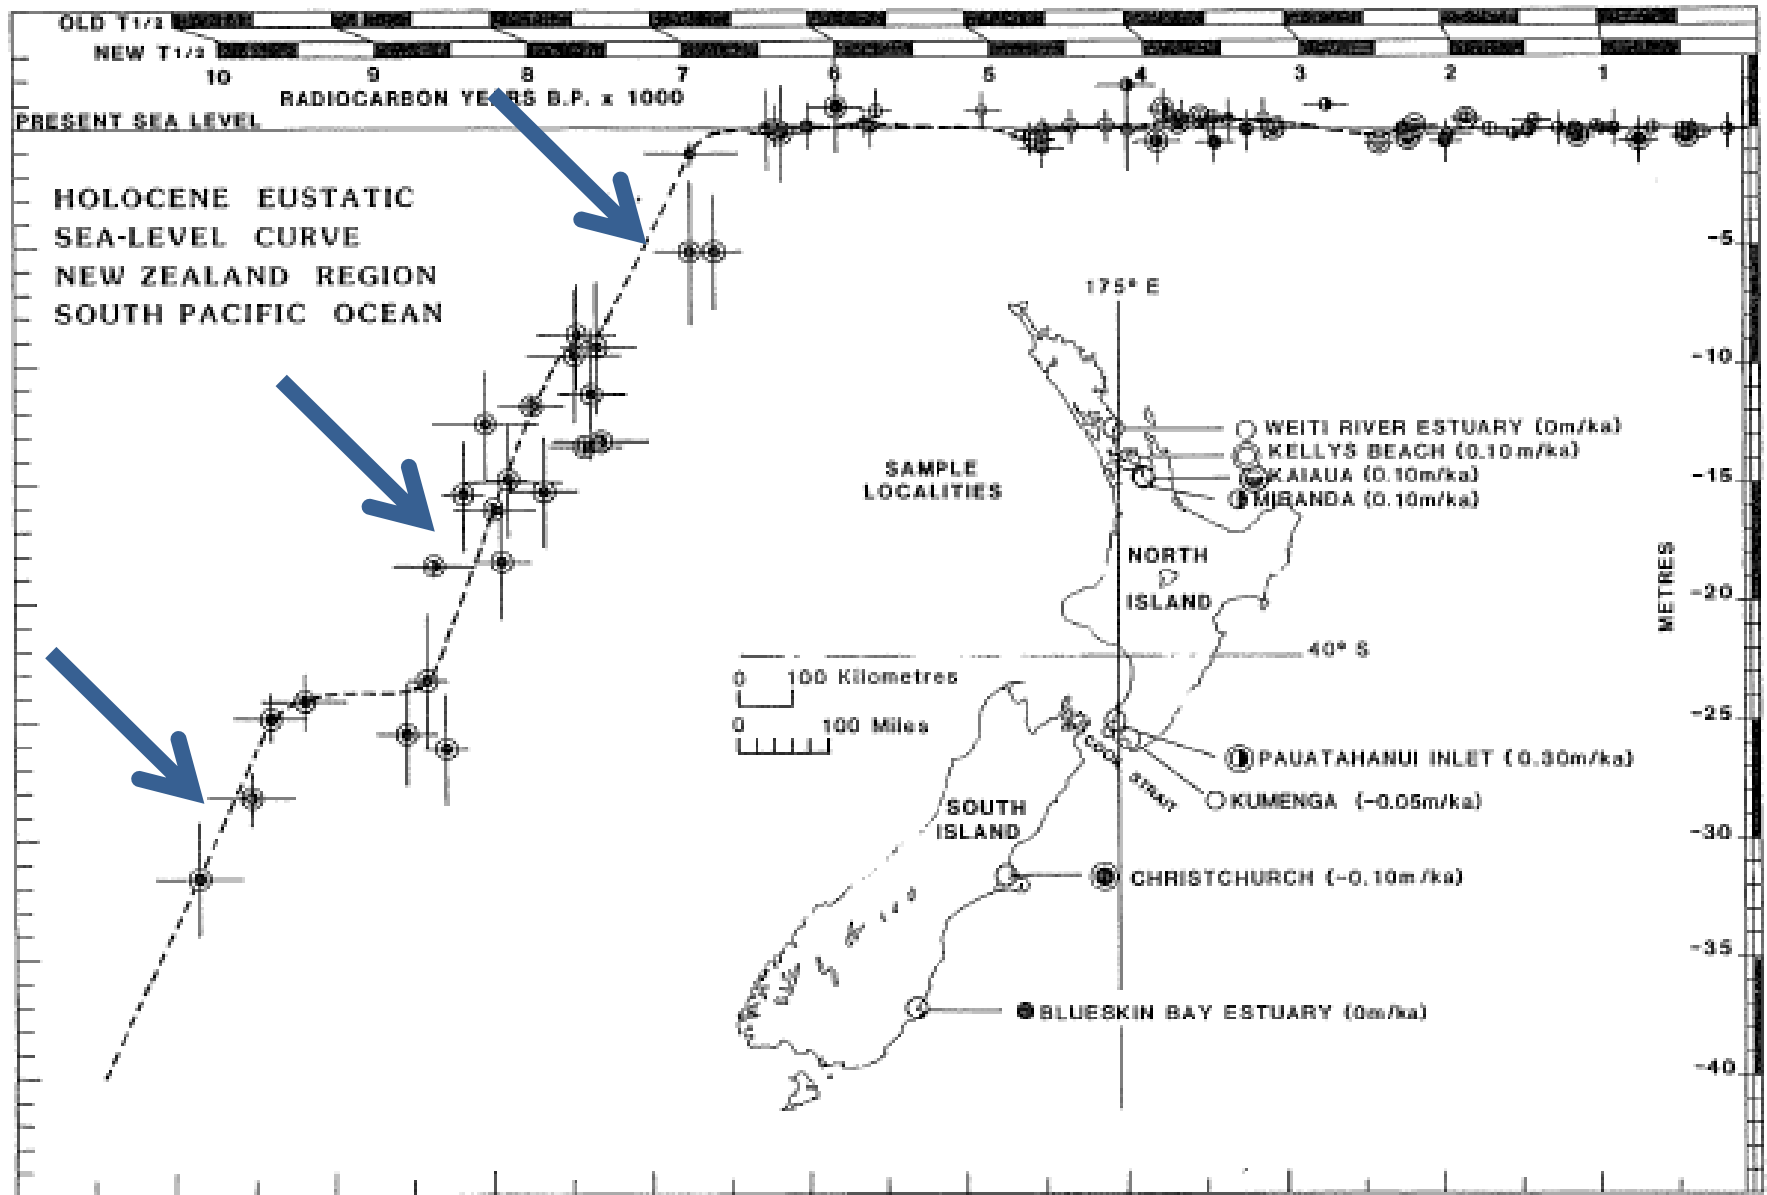 OLD T1/2
NEW T1/2
10 9 8 7 6 5 4 3 2 1
RADIOCARBON YEARS B.P. x 1000
PRESENT SEA LEVEL
HOLOCENE EUSTATIC
SEA-LEVEL CURVE
NEW ZEALAND REGION
SOUTH PACIFIC OCEAN
-5
175° E
-10
WEITI RIVER ESTUARY (0m/ka)
KELLYS BEACH (0.10m/ka)
SAMPLE
LOCALITIES
KAIAUA (0.10m/ka)
-15
MIRANDA (0.10m/ka)
NORTH
ISLAND
METRES
-20
40° S
0 100 Kilometres
0 100 Miles
-25
COOK STRAIT
PAUATAHANUI INLET (0.30m/ka)
KUMENGA (-0.05m/ka)
SOUTH
ISLAND
-30
CHRISTCHURCH (-0.10m/ka)
-35
BLUESKIN BAY ESTUARY (0m/ka)
-40